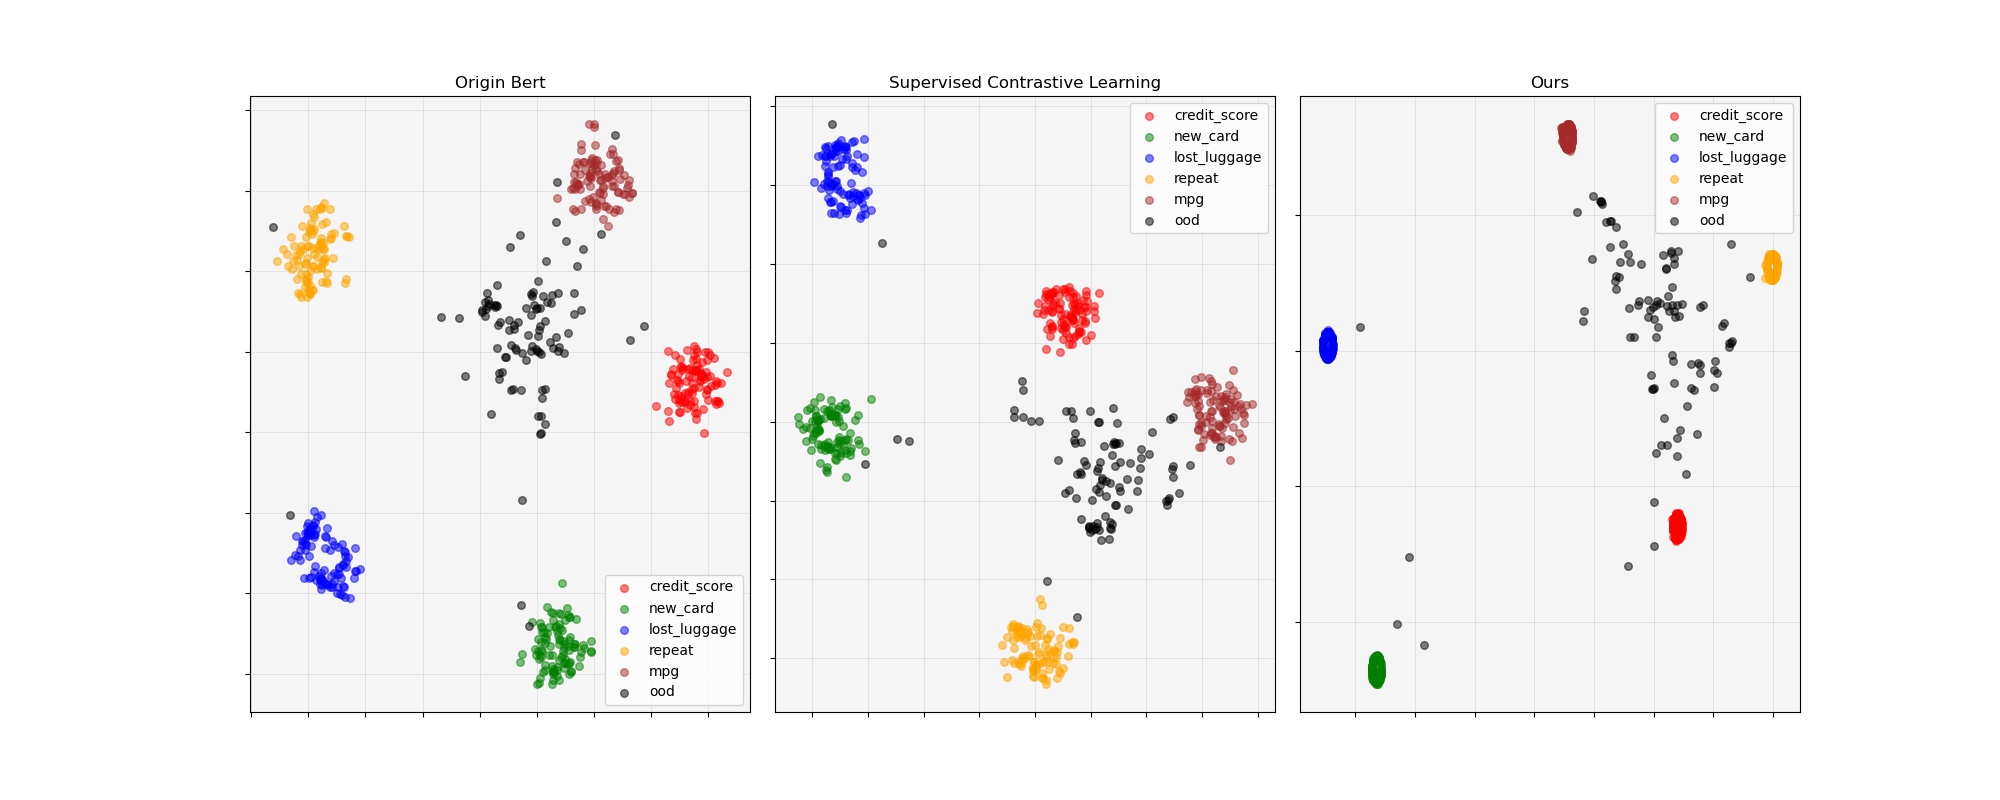 Origin Bert
credit_score
new_card
lost_luggage
repeat
mpg
ood
Supervised Contrastive Learning
credit_score
new_card
lost_luggage
repeat
mpg
ood
Ours
credit_score
new_card
lost_luggage
repeat
mpg
ood